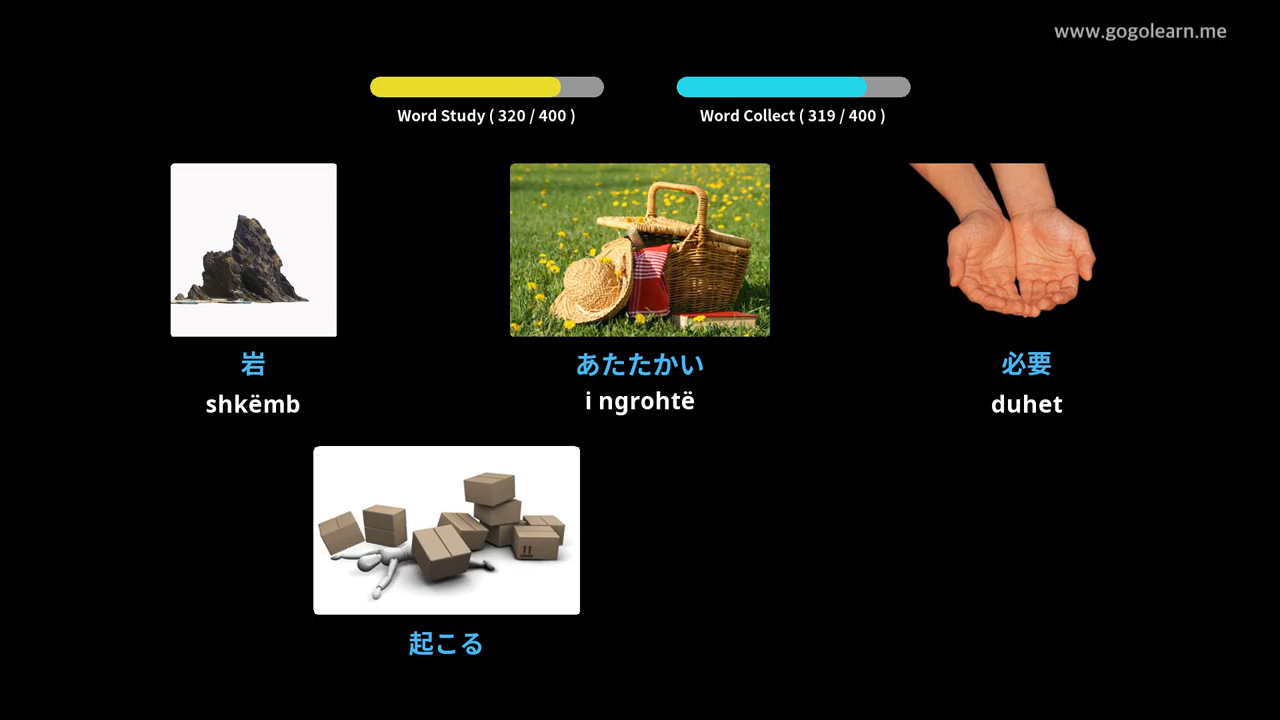 www.gogolearn.me
Word Study ( 320 / 400 )
Word Collect ( 319 / 400 )
岩
shkëmb
あたたかい
i ngrohtë
必要
duhet
起こる